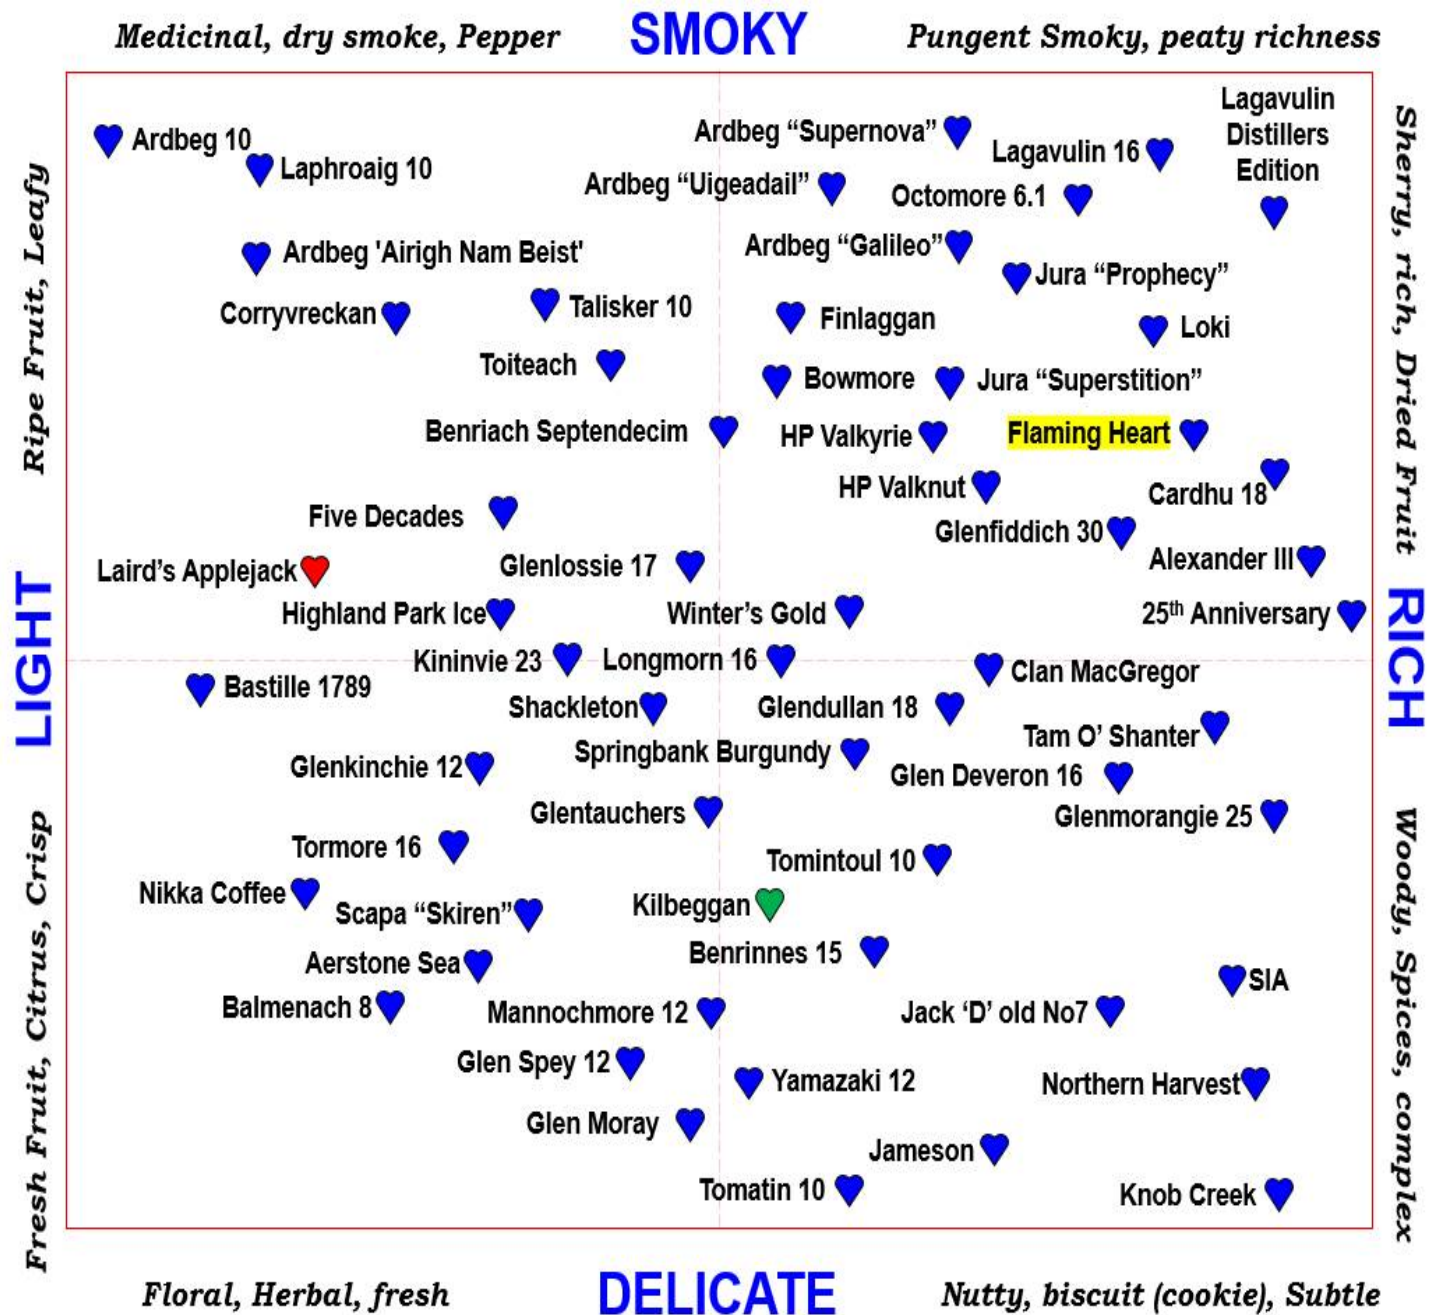 Medicinal, dry smoke, Pepper
SMOKY
Pungent Smoky, peaty richness
Ripe Fruit, Leafy
LIGHT
Fresh Fruit, Citrus, Crisp
Lagavulin
Distillers
Edition
Ardbeg 10
Ardbeg “Supernova”
Lagavulin 16
Laphroaig 10
Ardbeg “Uigeadail”
Octomore 6.1
Ardbeg 'Airigh Nam Beist'
Ardbeg “Galileo”
Jura “Prophecy”
Corryvreckan
Talisker 10
Finlaggan
Loki
Toiteach
Bowmore
Jura “Superstition”
Benriach Septendecim
HP Valkyrie
Flaming Heart
HP Valknut
Cardhu 18
Five Decades
Glenfiddich 30
Laird’s Applejack
Glenlossie 17
Alexander III
Highland Park Ice
Winter’s Gold
25th Anniversary
Kininvie 23
Longmorn 16
Clan MacGregor
Bastille 1789
Shackleton
Glendullan 18
Tam O’ Shanter
Glenkinchie 12
Springbank Burgundy
Glen Deveron 16
Glentauchers
Glenmorangie 25
Tormore 16
Tomintoul 10
Nikka Coffee
Scapa “Skiren”
Kilbeggan
Aerstone Sea
Benrinnes 15
SIA
Balmenach 8
Mannochmore 12
Jack ‘D’ old No7
Glen Spey 12
Yamazaki 12
Northern Harvest
Glen Moray
Jameson
Tomatin 10
Knob Creek
Sherry, rich, Dried Fruit
RICH
Woody, Spices, complex
Floral, Herbal, fresh
DELICATE
Nutty, biscuit (cookie), Subtle